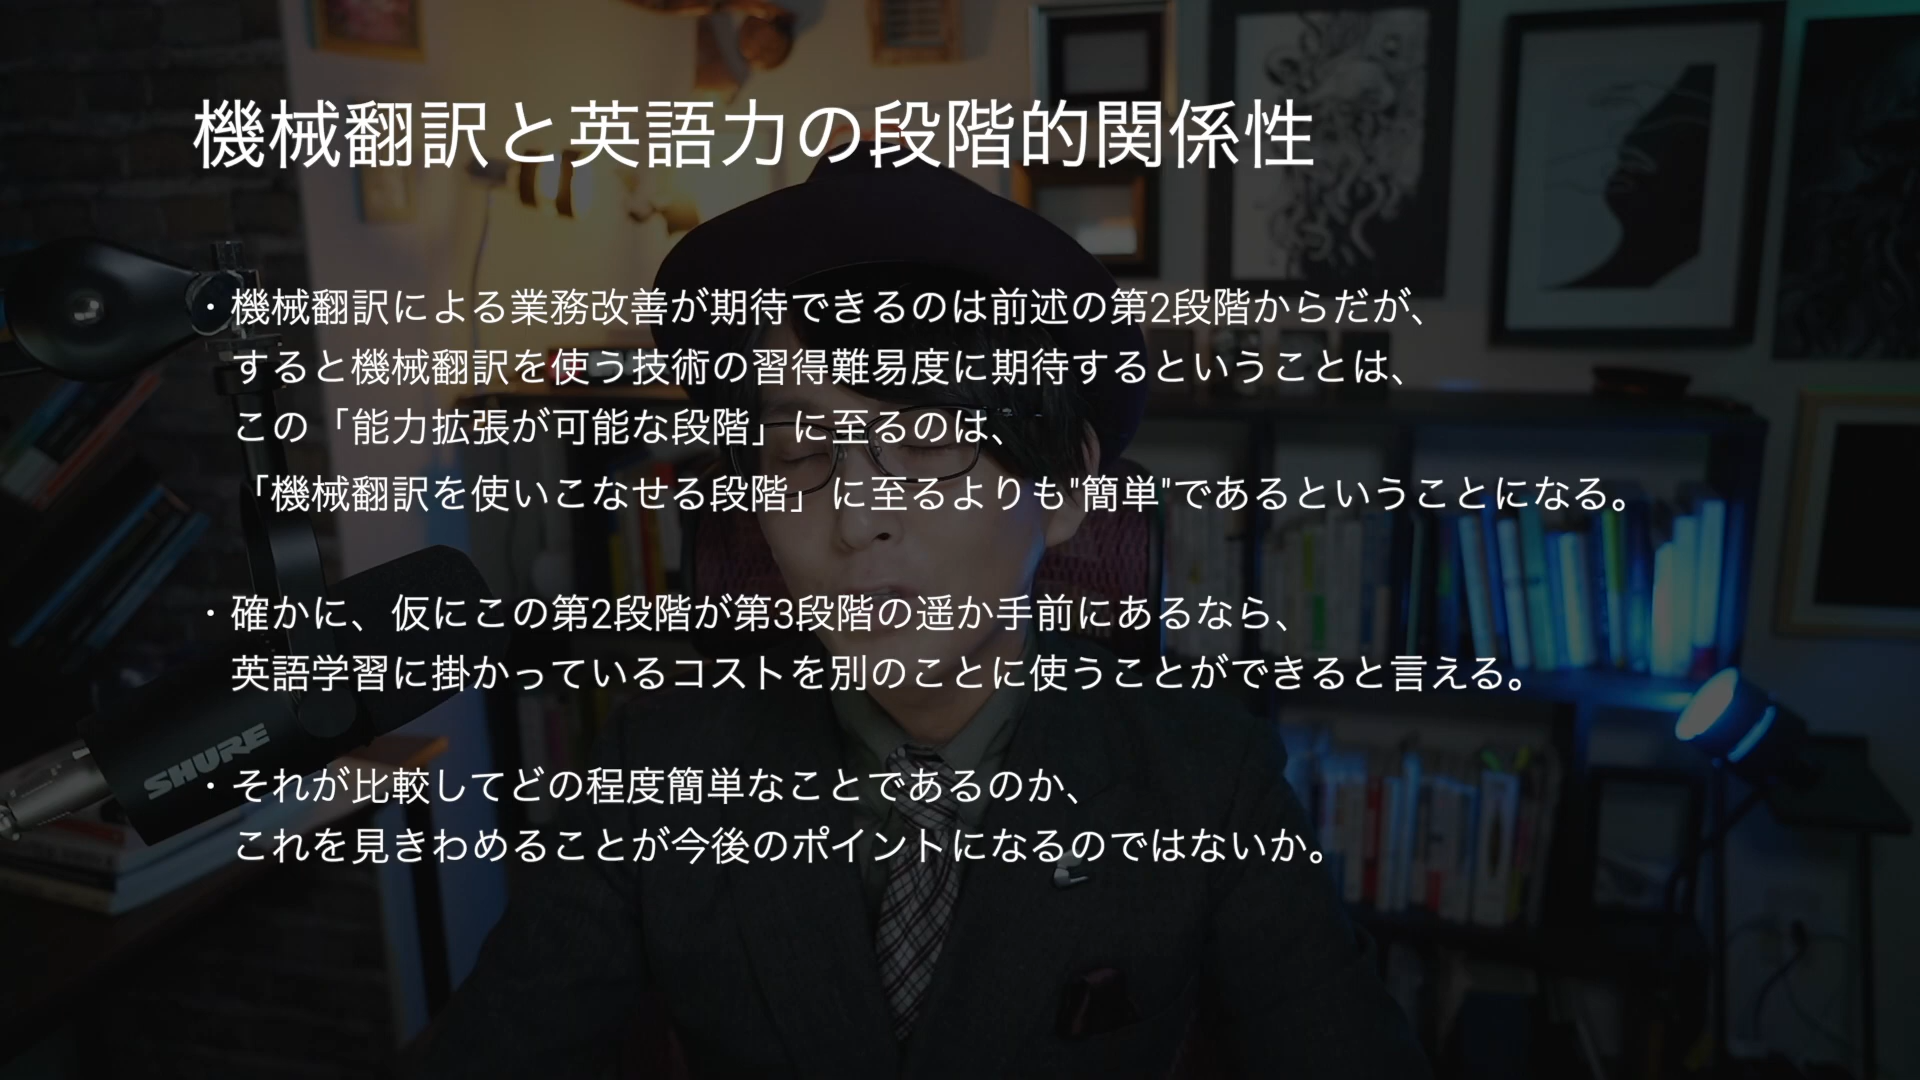 機械翻訳と英語力の段階的関係性
・機械翻訳による業務改善が期待できるのは前述の第2段階からだが、
すると機械翻訳を使う技術の習得難易度に期待するということは、
この「能力拡張が可能な段階」に至るのは、
「機械翻訳を使いこなせる段階」に至るよりも"簡単"であるということになる。
・確かに、仮にこの第2段階が第3段階の遥か手前にあるなら、
英語学習に掛かっているコストを別のことに使うことができると言える。
・それが比較してどの程度簡単なことであるのか、
これを見きわめることが今後のポイントになるのではないか。
SHURE